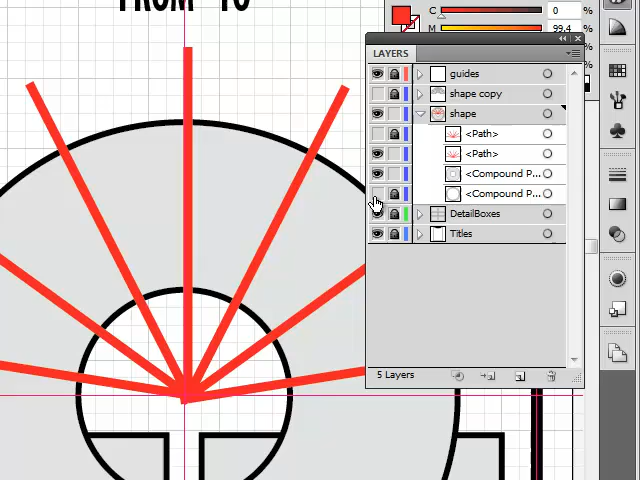 FROM TO
C 0 %
M 99.4 %
%
%
LAYERS
guides
shape copy
shape
<Path>
<Path>
<Compound P...
<Compound P...
DetailBoxes
Titles
5 Layers